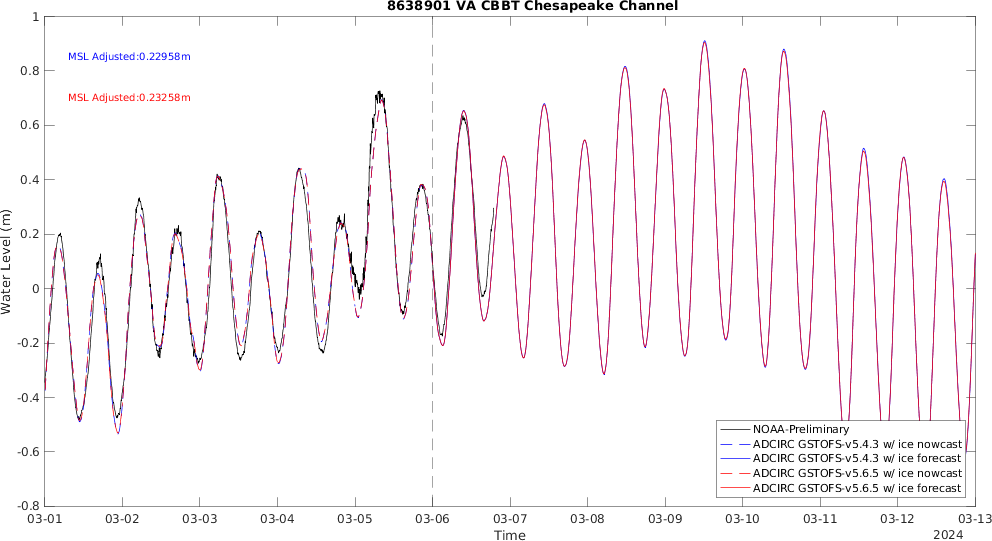 8638901 VA CBBT Chesapeake Channel
MSL Adjusted:0.22958m
MSL Adjusted:0.23258m
Water Level (m)
1
0.8
0.6
0.4
0.2
0
-0.2
-0.4
-0.6
-0.8
NOAA-Preliminary
ADCIRC GSTOFS-v5.4.3 w/ ice nowcast
ADCIRC GSTOFS-v5.4.3 w/ ice forecast
ADCIRC GSTOFS-v5.6.5 w/ ice nowcast
ADCIRC GSTOFS-v5.6.5 w/ ice forecast
03-01 03-02 03-03 03-04 03-05 03-06 03-07 03-08 03-09 03-10 03-11 03-12 03-13
Time
2024